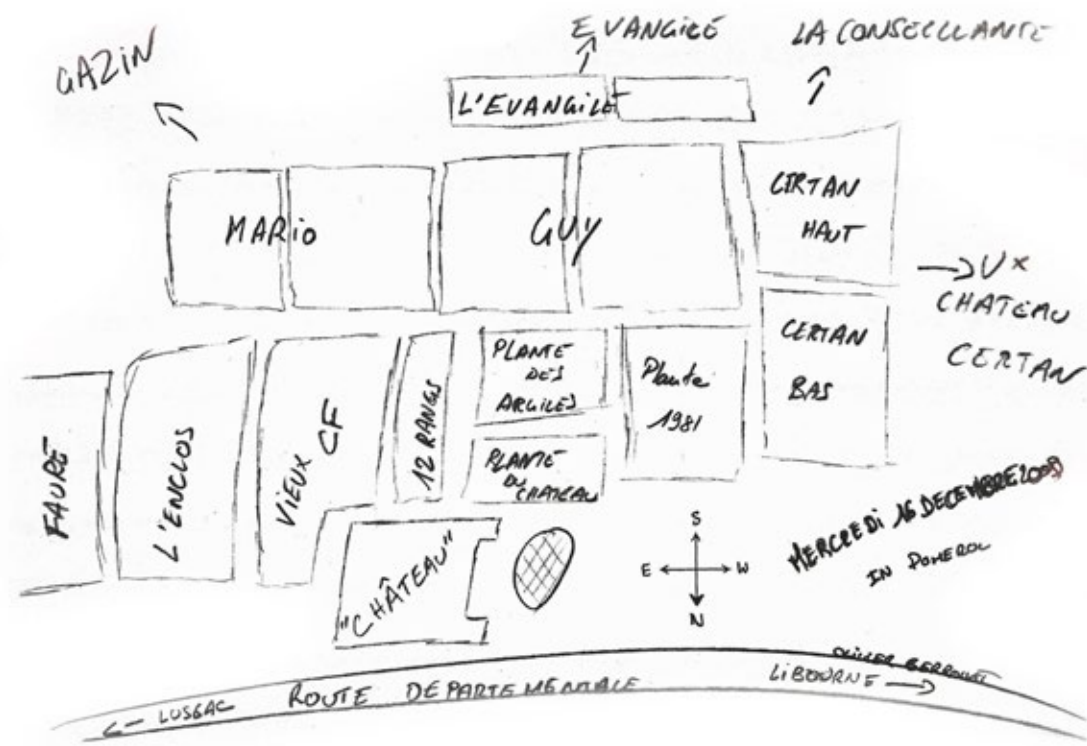 EVANGILE
LA CONSEILLANTE
GAZIN
L'EVANGILE
CERTAN
HAUT
MARIO
GUY
Vx
CHATEAU
CERTAN
CERTAN
BAS
PLANTE
DES
ARGILES
Plante
1981
FAURE
L'ENCLOS
VIEUX CF
12 RANGS
PLANTE
DU
CHATEAU
MERCREDI 16 DECEMBRE 2009
IN POMEROL
S
E
W
N
"CHÂTEAU"
OLIVIER BERROUET
LIBOURNE →
ROUTE DEPARTEMENTALE
← LUSSAC